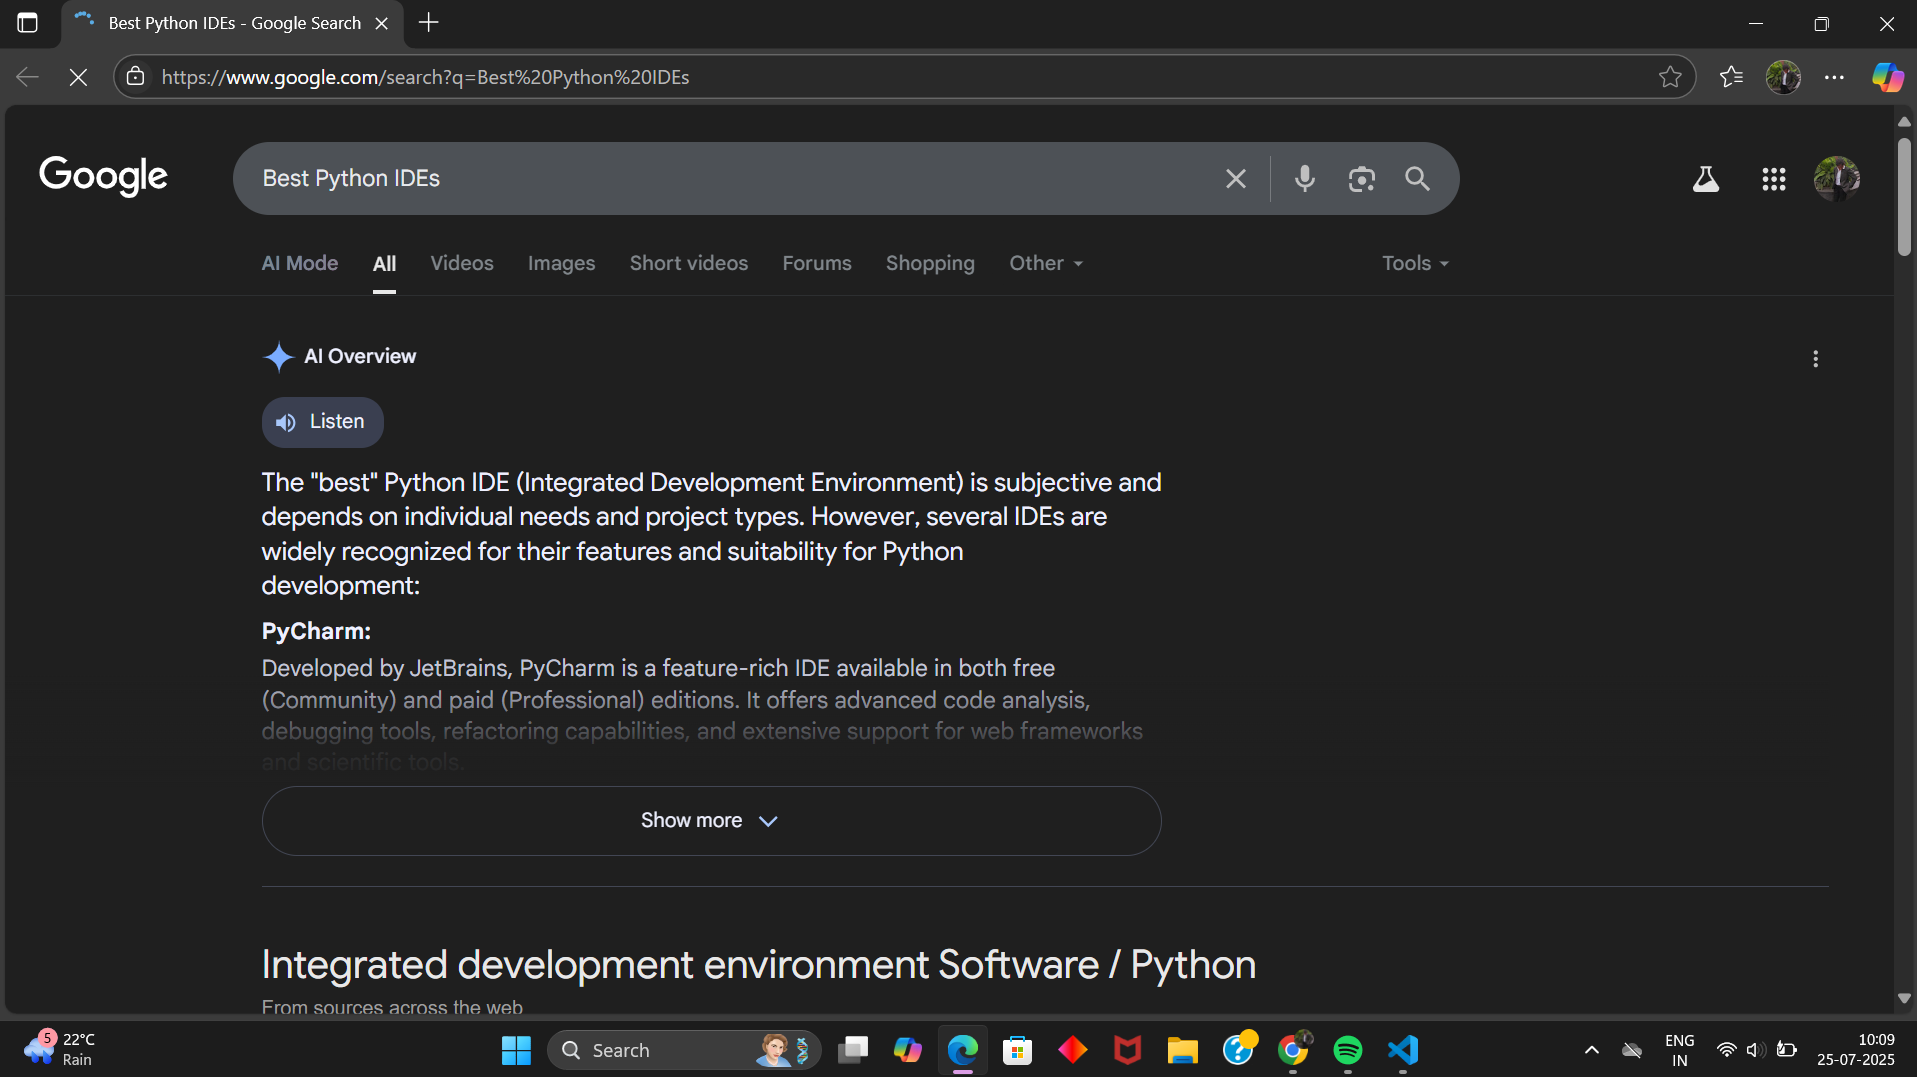 Best Python IDEs - Google Search
https://www.google.com/search?q=Best%20Python%20IDEs
Google
Best Python IDEs
AI Mode All Videos Images Short videos Forums Shopping Other Tools
AI Overview
Listen
The "best" Python IDE (Integrated Development Environment) is subjective and
depends on individual needs and project types. However, several IDEs are
widely recognized for their features and suitability for Python
development:
PyCharm:
Developed by JetBrains, PyCharm is a feature-rich IDE available in both free
(Community) and paid (Professional) editions. It offers advanced code analysis,
debugging tools, refactoring capabilities, and extensive support for web frameworks
and scientific tools.
Show more
Integrated development environment Software / Python
From sources across the web
5
22°C
Rain
Search
ENG
IN
10:09
25-07-2025